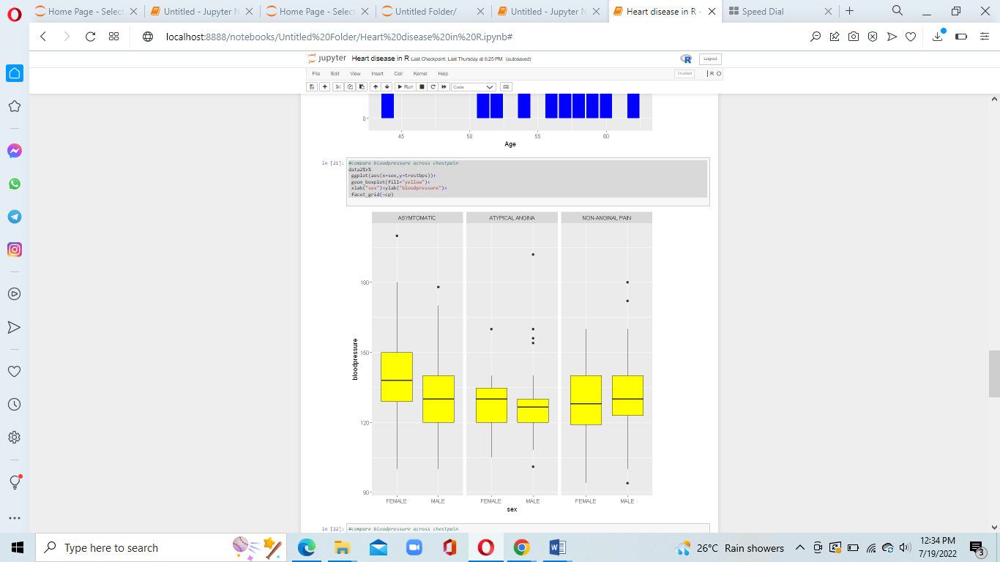 Home Page - Select
Untitled - Jupyter N
Home Page - Select
Untitled Folder/
Untitled - Jupyter N
Heart disease in R -
Speed Dial
localhost:8888/notebooks/Untitled%20Folder/Heart%20disease%20in%20R.ipynb#
jupyter Heart disease in R Last Checkpoint: Last Thursday at 6:25 PM (autosaved)
R
Logout
File Edit View Insert Cell Kernel Help
Trusted
R
Run
Code
0
45 50 55 60
Age
In [21]:
#compare bloodpressure across chestpain
data2%>%
ggplot(aes(x=sex,y=trestbps))+
geom_boxplot(fill="yellow")+
xlab("sex")+ylab("bloodpressure")+
facet_grid(~cp)
ASYMTOMATIC ATYPICAL ANGINA NON-ANGINAL PAIN
180
150
120
90
bloodpressure
FEMALE MALE FEMALE MALE FEMALE MALE
sex
In [22]: #compare bloodpressure across chestpain
Type here to search
26°C Rain showers
12:34 PM
7/19/2022
3